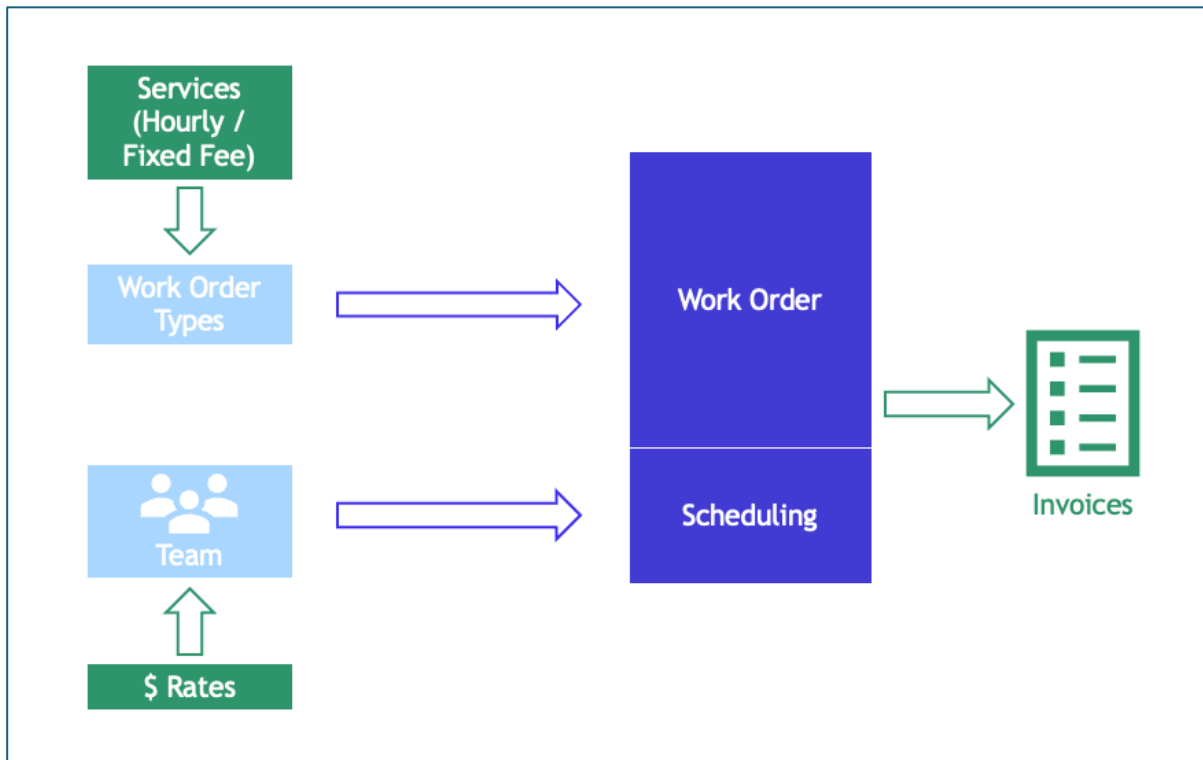 Services
(Hourly /
Fixed Fee)
Work Order
Types
Work Order
Team
Scheduling
Invoices
$ Rates